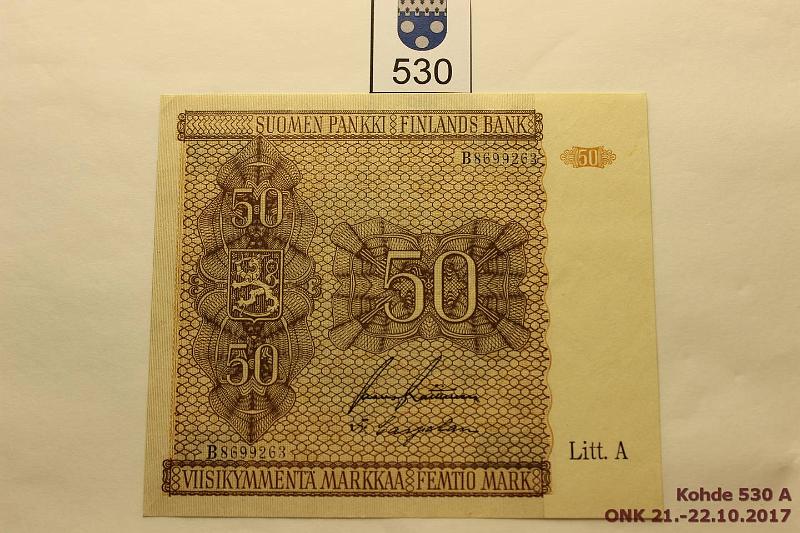 530
SUOMEN PANKKI FINLANDS BANK
B8699263
50
50
50
50
B8699263
Litt. A
VIISIKYMMENTÄ MARKKAA FEMTIO MARK
Kohde 530 A
ONK 21.-22.10.2017